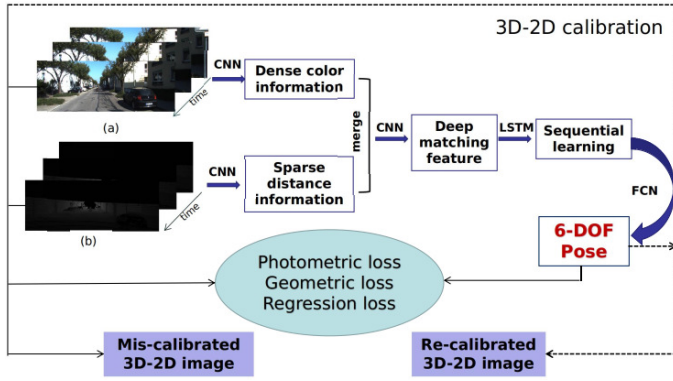 3D-2D calibration
CNN
Dense color
information
time
(a)
merge
CNN
Deep
matching
feature
LSTM
Sequential
learning
CNN
Sparse
distance
information
time
(b)
FCN
6-DOF
Pose
Photometric loss
Geometric loss
Regression loss
Mis-calibrated
3D-2D image
Re-calibrated
3D-2D image